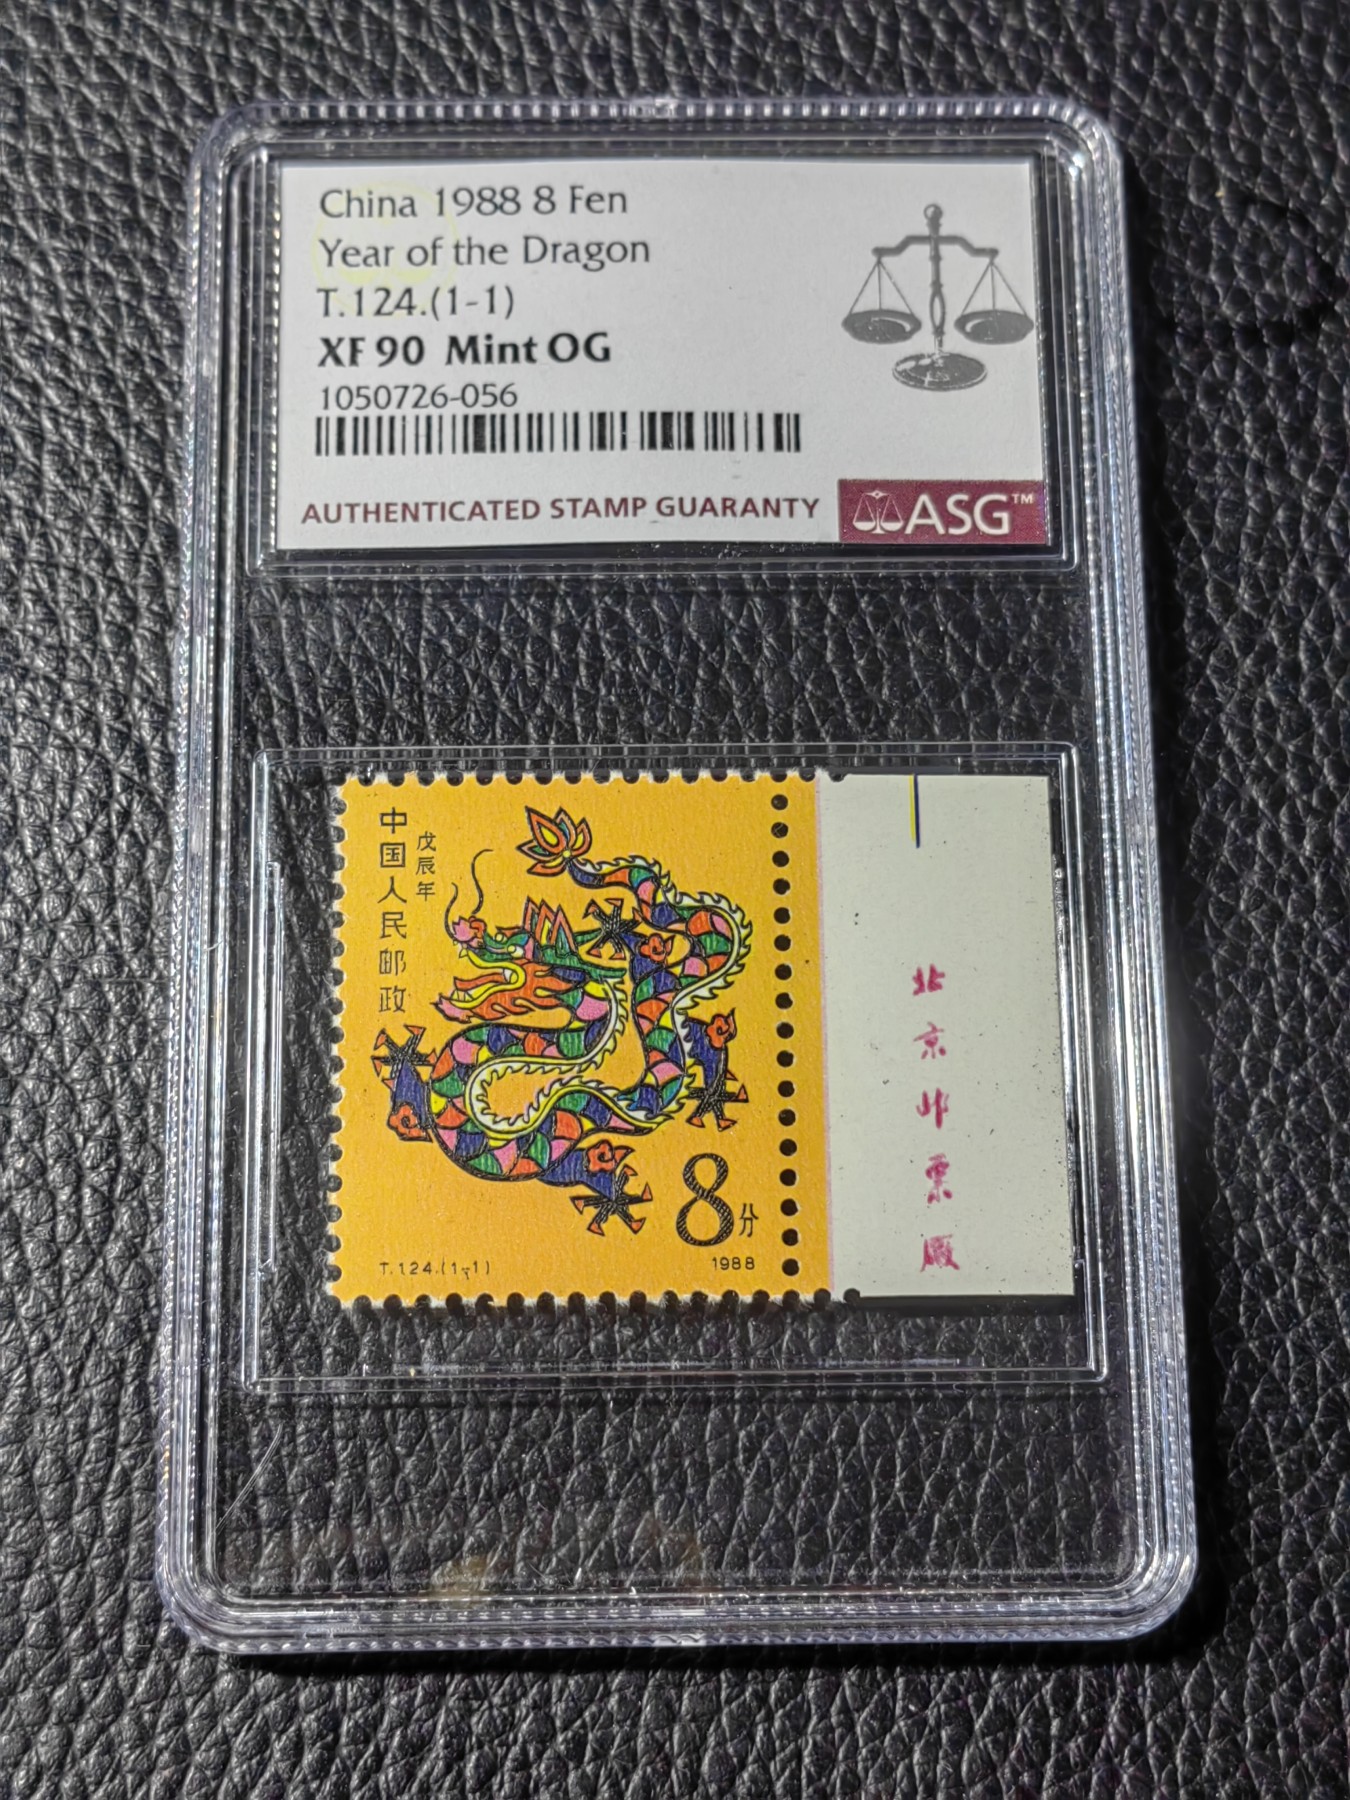 China 1988 8 Fen
Year of the Dragon
T.124.(1-1)
XF 90 Mint OG
1050726-056
AUTHENTICATED STAMP GUARANTY
ASG™
中国人民邮政
戊辰年
8分
T.124.(1-1)
1988
北京邮票厂